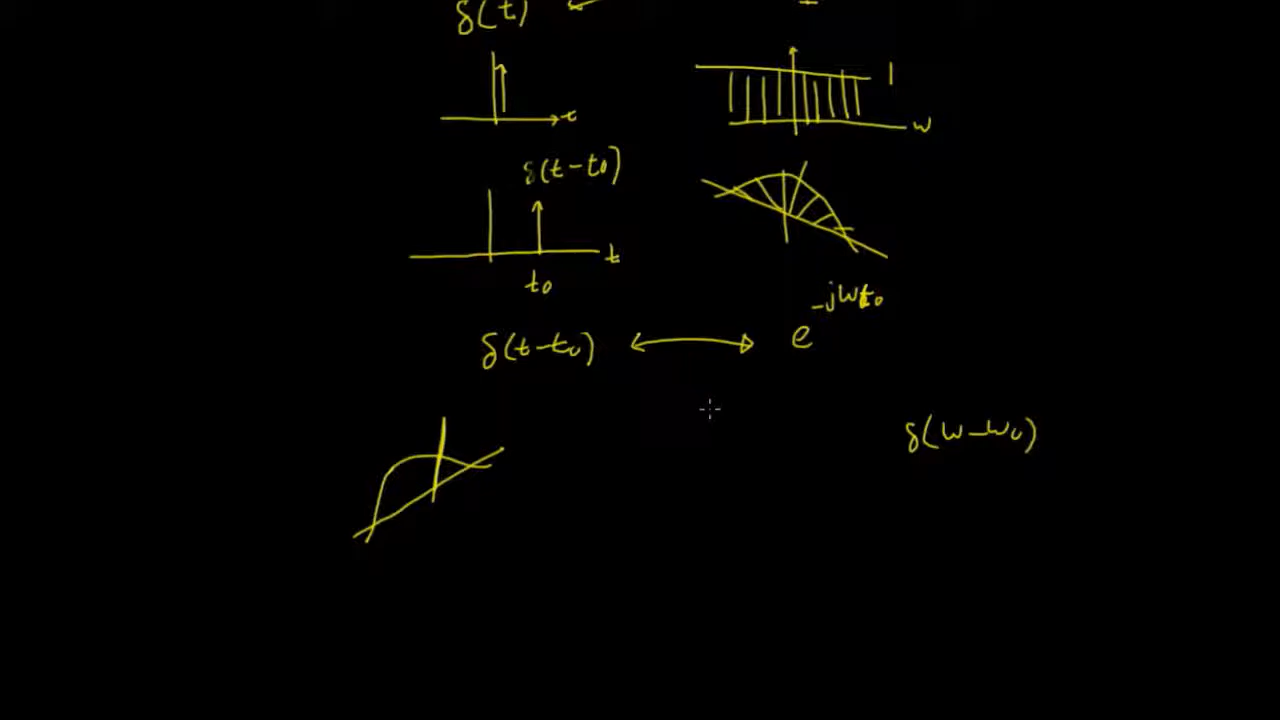 δ(t)
1
t
w
δ(t-t0)
t
t0
δ(t-t0) ↔ e^-jwt0
δ(w-w0)